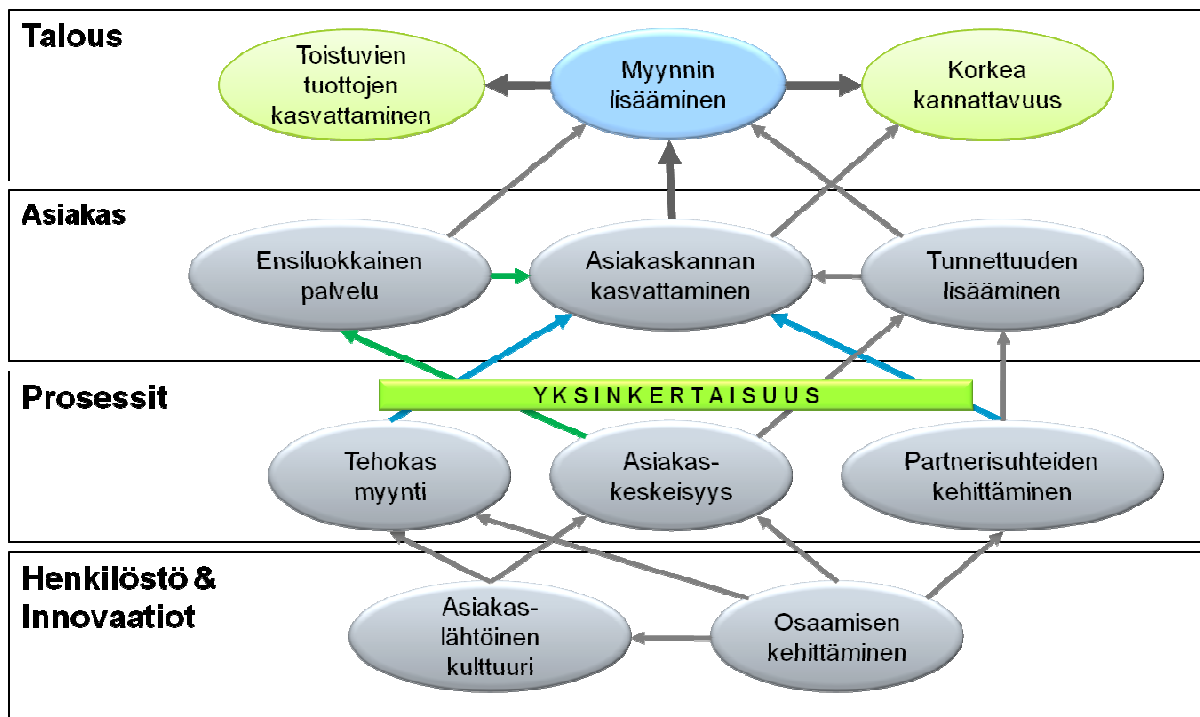 Talous
Toistuvien
tuottojen
kasvattaminen
Myynnin
lisääminen
Korkea
kannattavuus
Asiakas
Ensiluokkainen
palvelu
Asiakaskannan
kasvattaminen
Tunnettuuden
lisääminen
Prosessit
YKSINKERTAISUUS
Tehokas
myynti
Asiakas-
keskeisyys
Partnerisuhteiden
kehittäminen
Henkilöstö &
Innovaatiot
Asiakas-
lähtöinen
kulttuuri
Osaamisen
kehittäminen